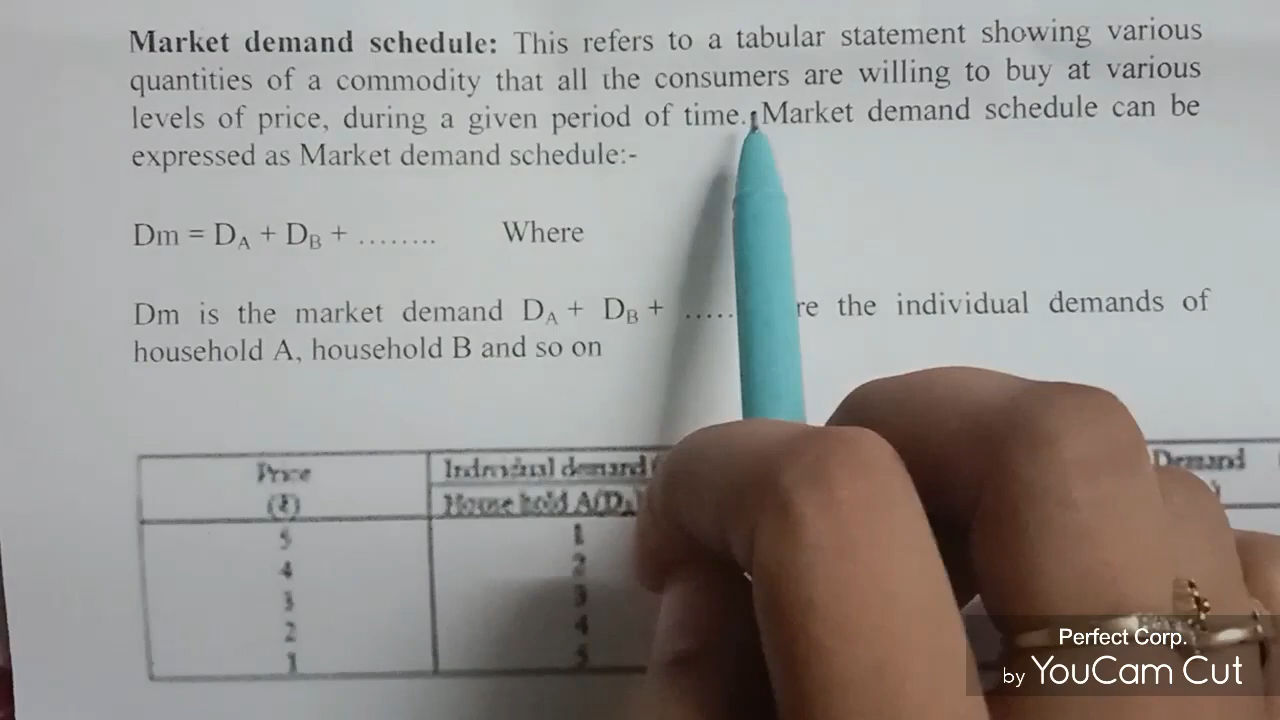 Market demand schedule: This refers to a tabular statement showing various
quantities of a commodity that all the consumers are willing to buy at various
levels of price, during a given period of time. Market demand schedule can be
expressed as Market demand schedule:-
Dm = DA + DB + ........ Where
Dm is the market demand DA + DB + ..... re the individual demands of
household A, household B and so on
Price Individual demand Demand
(₹) Household A(DA)
5 1
4 2
3 3
2 4
1 5
Perfect Corp.
by YouCam Cut